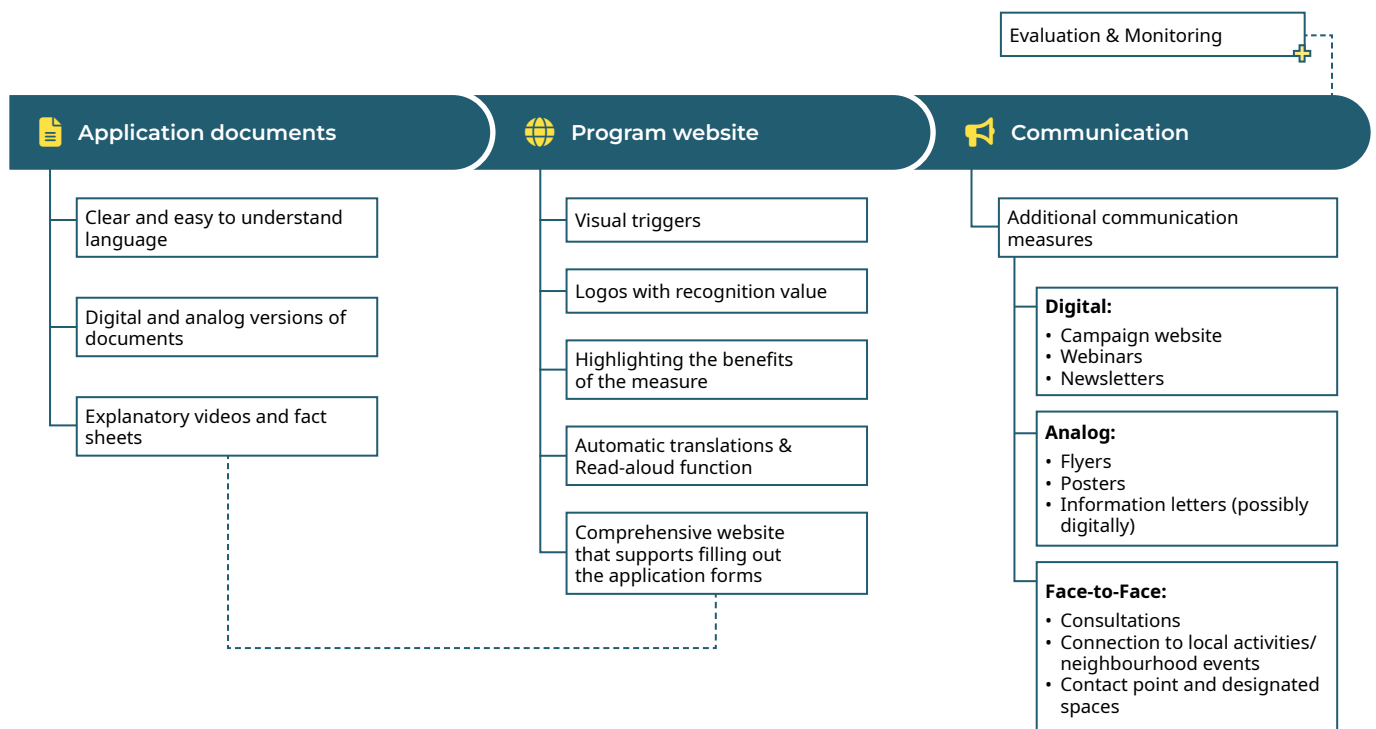 Evaluation & Monitoring
Application documents
Clear and easy to understand
language
Digital and analog versions of
documents
Explanatory videos and fact
sheets
Program website
Visual triggers
Logos with recognition value
Highlighting the benefits
of the measure
Automatic translations &
Read-aloud function
Comprehensive website
that supports filling out
the application forms
Communication
Additional communication
measures
Digital:
• Campaign website
• Webinars
• Newsletters
Analog:
• Flyers
• Posters
• Information letters (possibly
digitally)
Face-to-Face:
• Consultations
• Connection to local activities/
neighbourhood events
• Contact point and designated
spaces